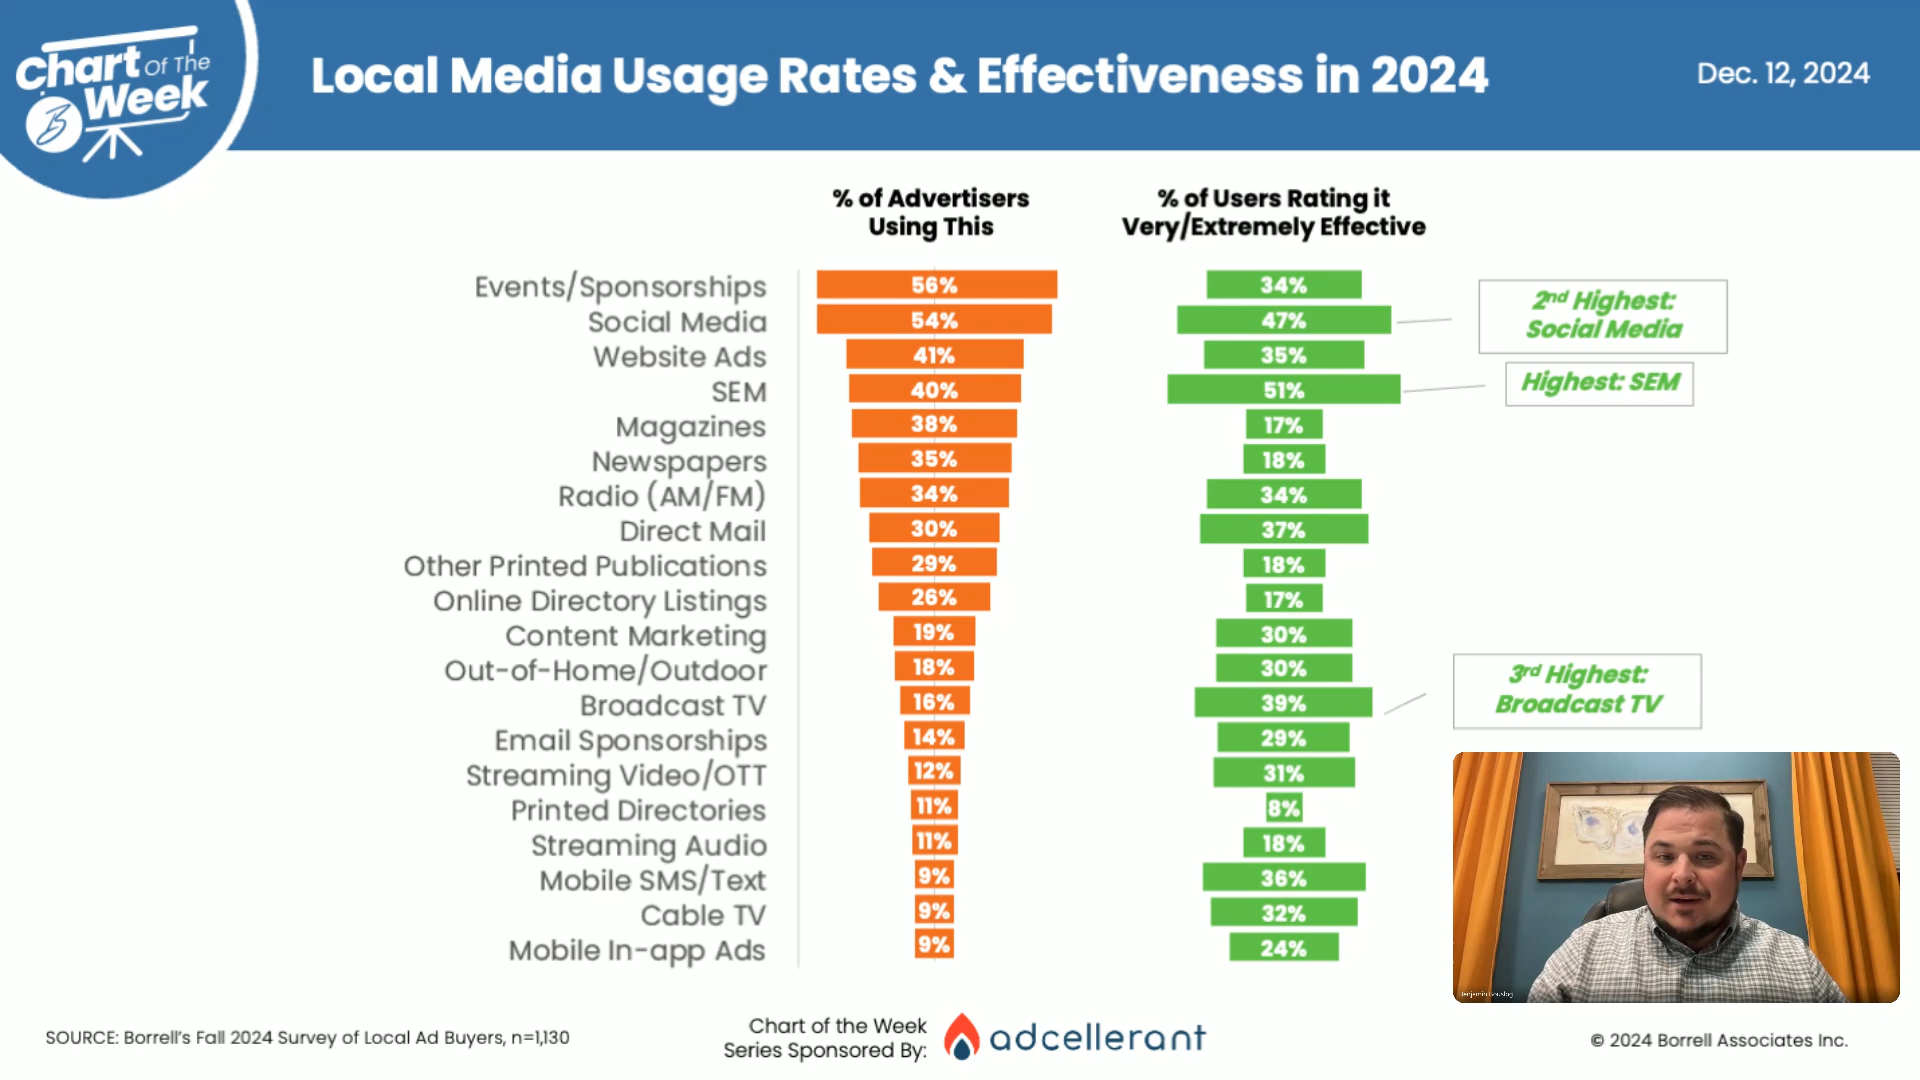 Chart Of The
Week
Local Media Usage Rates & Effectiveness in 2024
Dec. 12, 2024
% of Advertisers
Using This
% of Users Rating it
Very/Extremely Effective
Events/Sponsorships 56% 34%
Social Media 54% 47%
Website Ads 41% 35%
SEM 40% 51%
Magazines 38% 17%
Newspapers 35% 18%
Radio (AM/FM) 34% 34%
Direct Mail 30% 37%
Other Printed Publications 29% 18%
Online Directory Listings 26% 17%
Content Marketing 19% 30%
Out-of-Home/Outdoor 18% 30%
Broadcast TV 16% 39%
Email Sponsorships 14% 29%
Streaming Video/OTT 12% 31%
Printed Directories 11% 8%
Streaming Audio 11% 18%
Mobile SMS/Text 9% 36%
Cable TV 9% 32%
Mobile In-app Ads 9% 24%
2nd Highest:
Social Media
Highest: SEM
3rd Highest:
Broadcast TV
Benjamin
SOURCE: Borrell's Fall 2024 Survey of Local Ad Buyers, n=1,130
Chart of the Week
Series Sponsored By:
adcellerant
© 2024 Borrell Associates Inc.